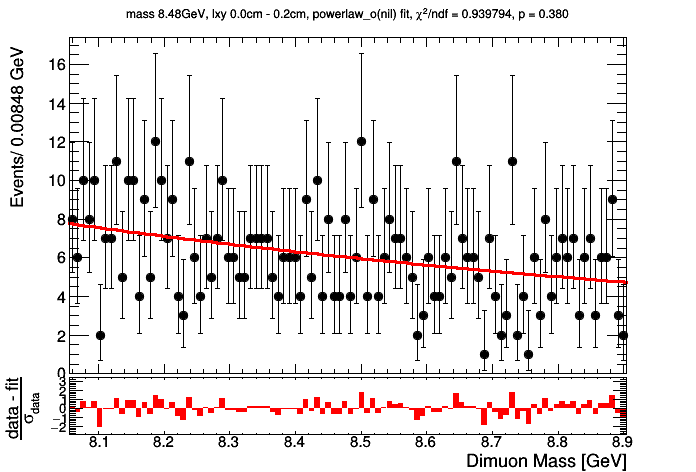 mass 8.48GeV, lxy 0.0cm - 0.2cm, powerlaw_o(nil) fit, χ²/ndf = 0.939794, p = 0.380
Events/ 0.00848 GeV
16
14
12
10
8
6
4
2
0
data - fit
σdata
3
2
1
0
−1
−2
8.1 8.2 8.3 8.4 8.5 8.6 8.7 8.8 8.9
Dimuon Mass [GeV]